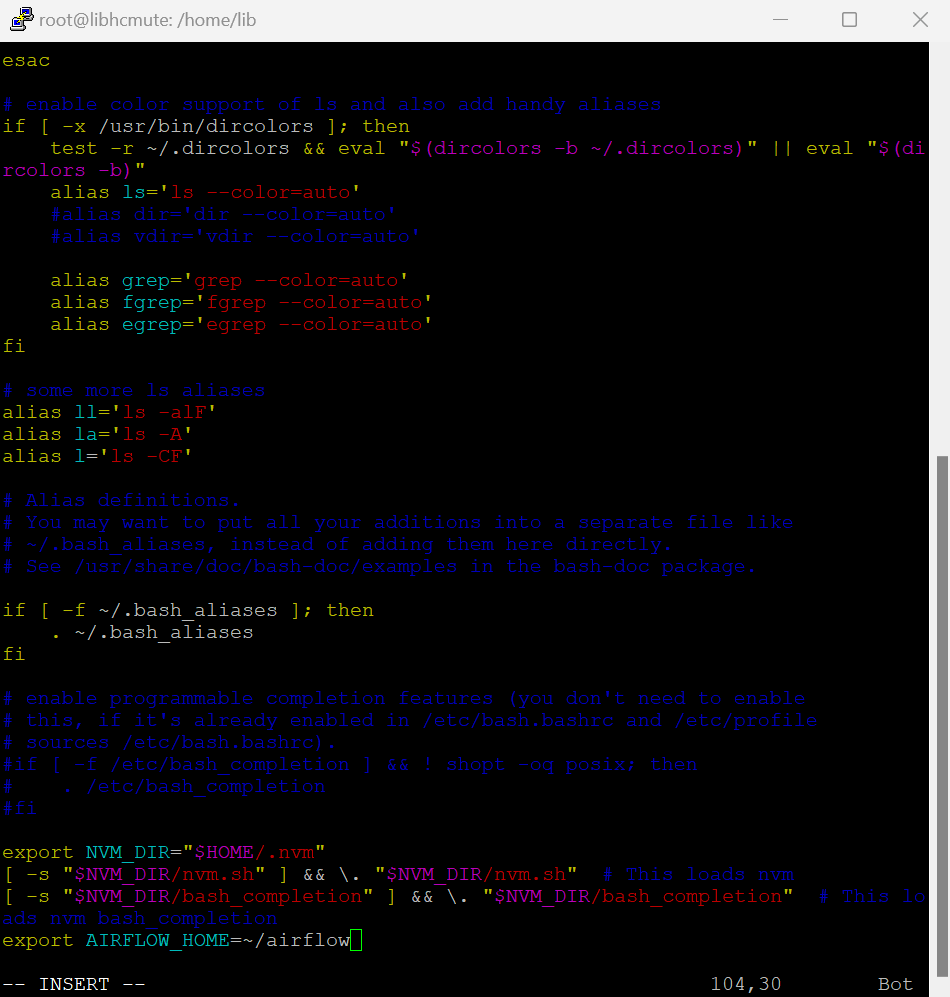 root@libhcmute: /home/lib
esac
# enable color support of ls and also add handy aliases
if [ -x /usr/bin/dircolors ]; then
    test -r ~/.dircolors && eval "$(dircolors -b ~/.dircolors)" || eval "$(di
rcolors -b)"
    alias ls='ls --color=auto'
    #alias dir='dir --color=auto'
    #alias vdir='vdir --color=auto'
    alias grep='grep --color=auto'
    alias fgrep='fgrep --color=auto'
    alias egrep='egrep --color=auto'
fi
# some more ls aliases
alias ll='ls -alF'
alias la='ls -A'
alias l='ls -CF'
# Alias definitions.
# You may want to put all your additions into a separate file like
# ~/.bash_aliases, instead of adding them here directly.
# See /usr/share/doc/bash-doc/examples in the bash-doc package.
if [ -f ~/.bash_aliases ]; then
    . ~/.bash_aliases
fi
# enable programmable completion features (you don't need to enable
# this, if it's already enabled in /etc/bash.bashrc and /etc/profile
# sources /etc/bash.bashrc).
#if [ -f /etc/bash_completion ] && ! shopt -oq posix; then
#    . /etc/bash_completion
#fi
export NVM_DIR="$HOME/.nvm"
[ -s "$NVM_DIR/nvm.sh" ] && \. "$NVM_DIR/nvm.sh"  # This loads nvm
[ -s "$NVM_DIR/bash_completion" ] && \. "$NVM_DIR/bash_completion"  # This lo
ads nvm bash_completion
export AIRFLOW_HOME=~/airflow
-- INSERT -- 104,30 Bot